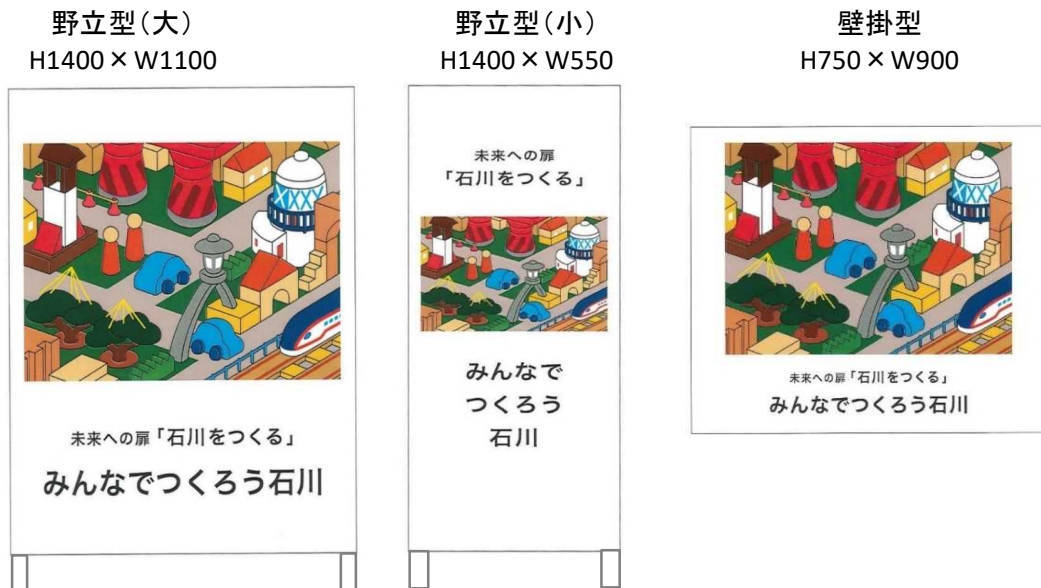 野立型(大)
H1400×W1100
未来への扉「石川をつくる」
みんなでつくろう石川
野立型(小)
H1400×W550
未来への扉
「石川をつくる」
みんなで
つくろう
石川
壁掛型
H750×W900
未来への扉「石川をつくる」
みんなでつくろう石川